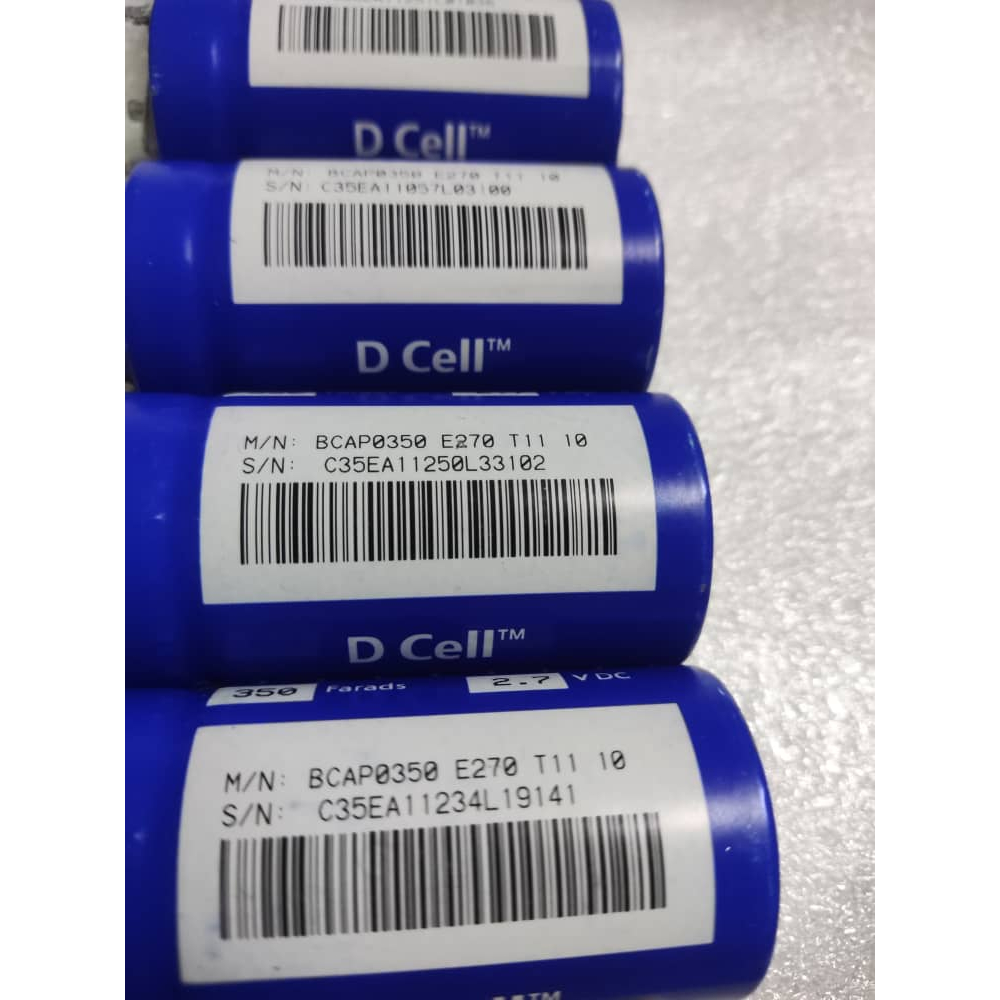 D Cell™
M/N: BCAP0350 E270 T11 10
S/N: C35EA11057L03100
D Cell™
M/N: BCAP0350 E270 T11 10
S/N: C35EA11250L33102
D Cell™
350 Farads 2.7 V DC
M/N: BCAP0350 E270 T11 10
S/N: C35EA11234L19141